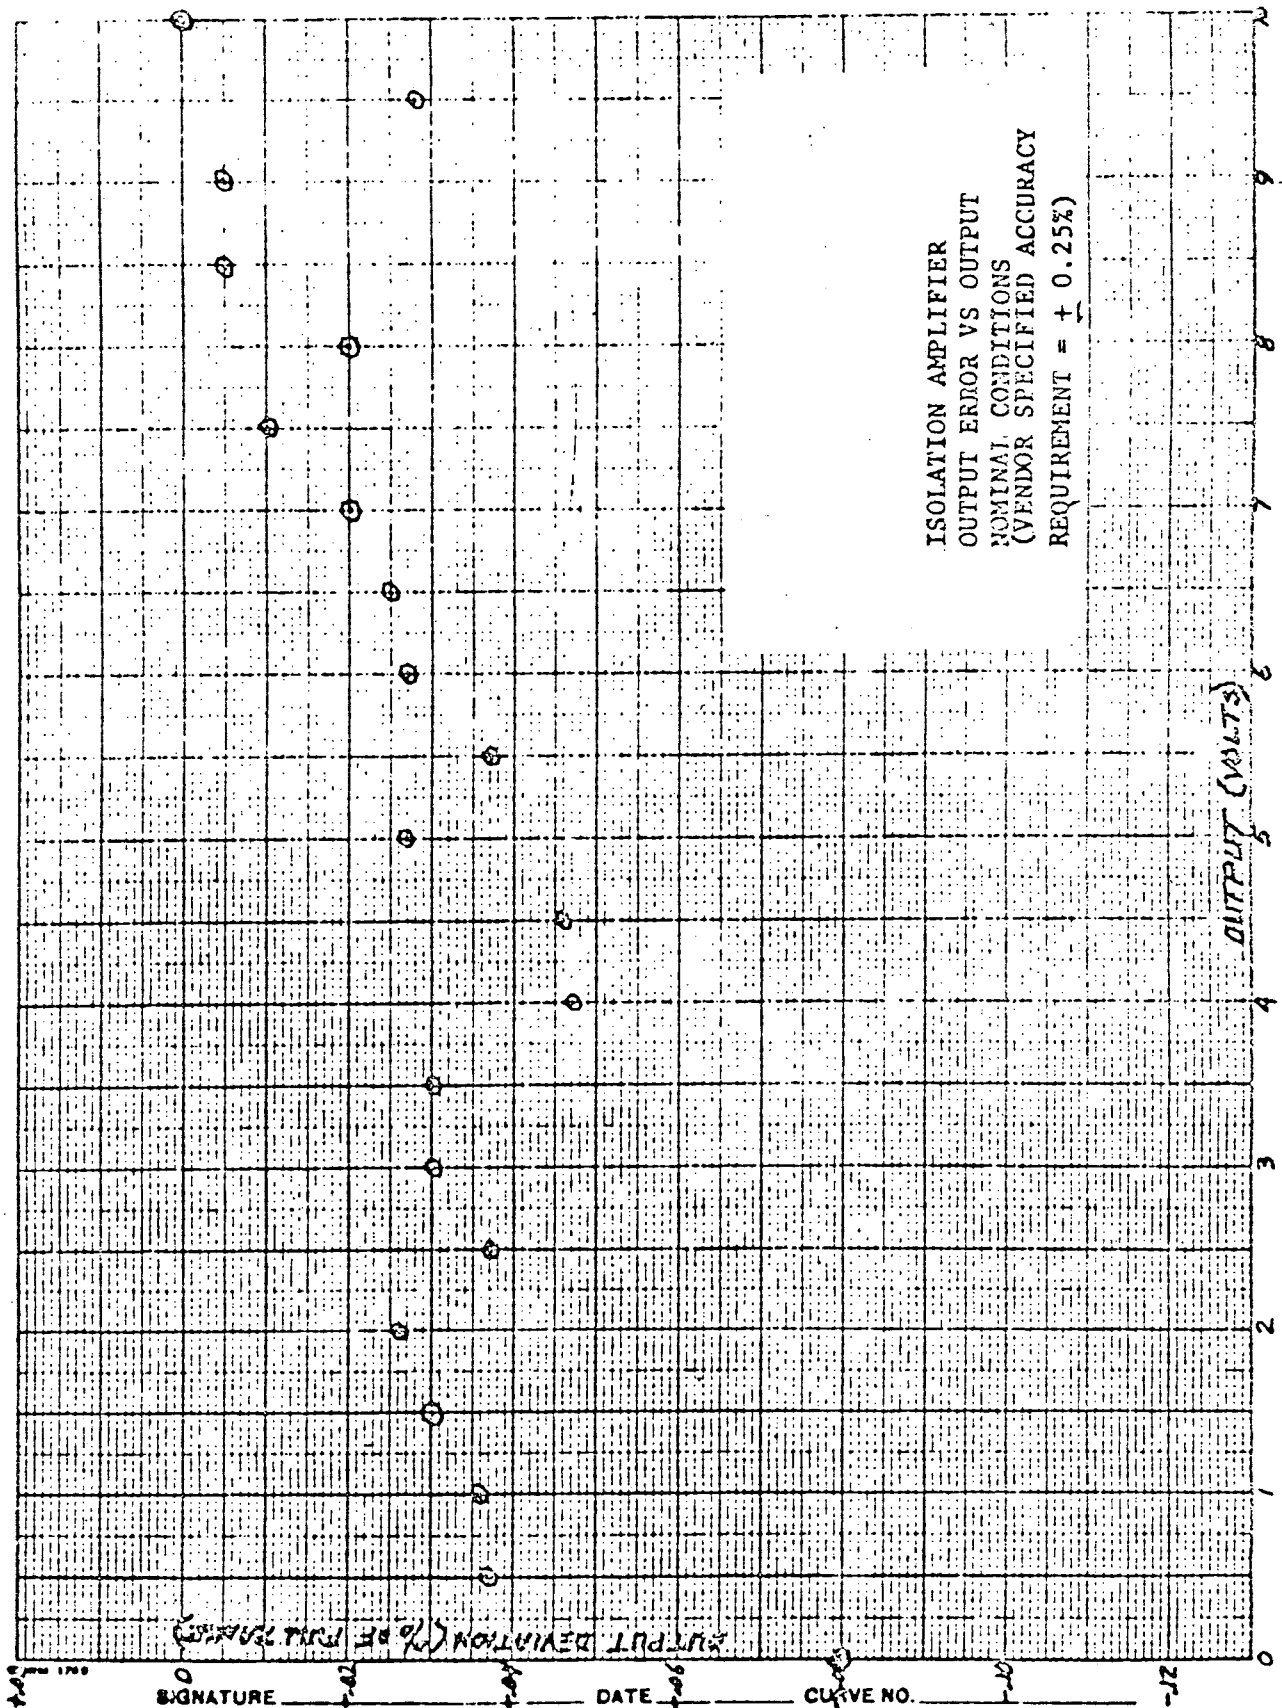 ISOLATION AMPLIFIER
OUTPUT ERROR VS OUTPUT
NOMINAL CONDITIONS
(VENDOR SPECIFIED ACCURACY
REQUIREMENT = ± 0.25%)
OUTPUT DEVIATION (% OF FULL RANGE)
0
-.02
-.04
-.06
-.10
-.12
0
1
2
3
4
5
6
7
8
9
10
OUTPUT (VOLTS)
SIGNATURE
DATE
CURVE NO.